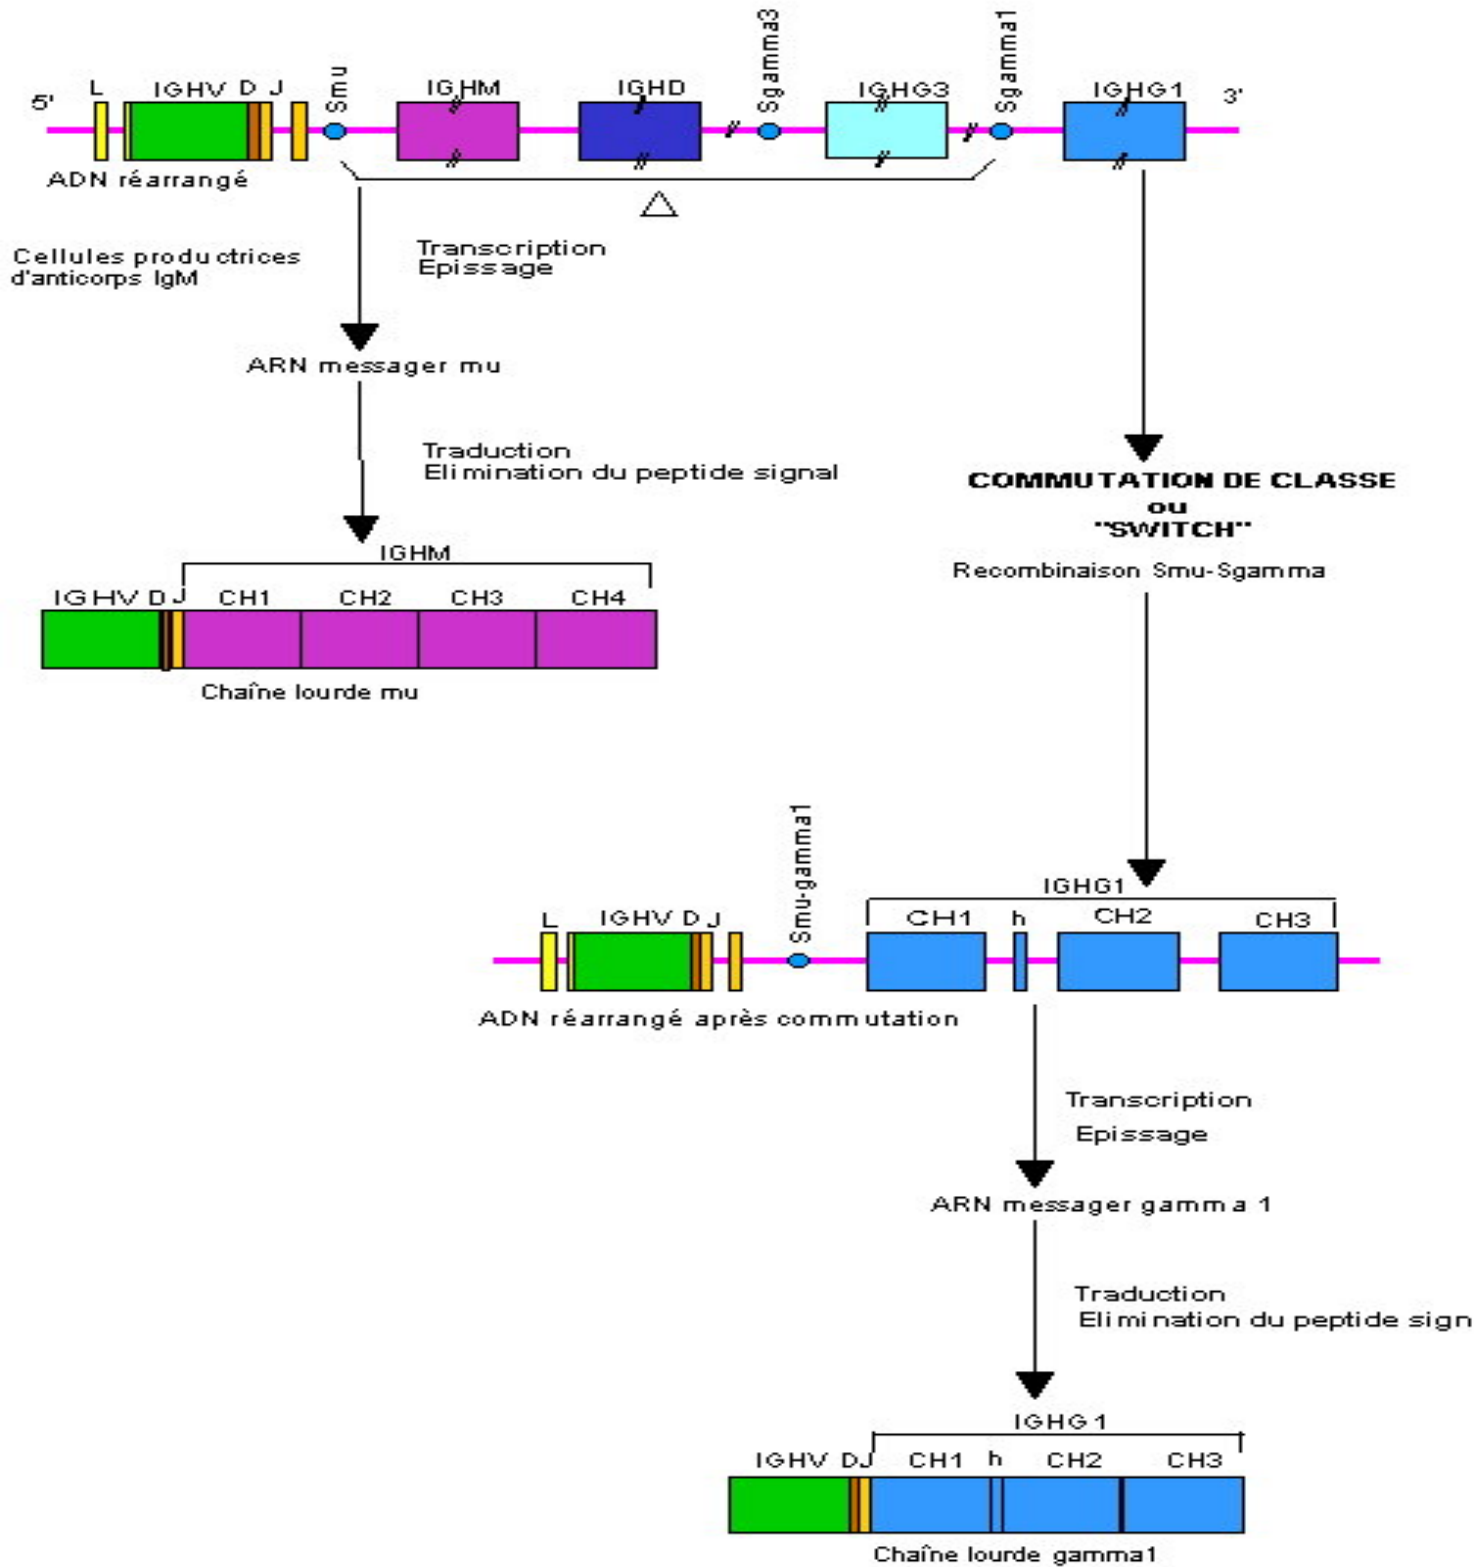 Smu
Sgamma3
Sgamma1
L IGHV D J IGHM IGHD IGHG3 IGHG1
5' 3'
ADN réarrangé
Cellules productrices
d'anticorps IgM
Transcription
Epissage
ARN messager mu
Traduction
Elimination du peptide signal
COMMUTATION DE CLASSE
ou
"SWITCH"
Recombinaison Smu-Sgamma
IGHM
IGHV D J CH1 CH2 CH3 CH4
Chaîne lourde mu
Smu-gamma1
IGHG1
L IGHV D J CH1 h CH2 CH3
ADN réarrangé après commutation
Transcription
Epissage
ARN messager gamma 1
Traduction
Elimination du peptide sign
IGHG1
IGHV DJ CH1 h CH2 CH3
Chaîne lourde gamma1